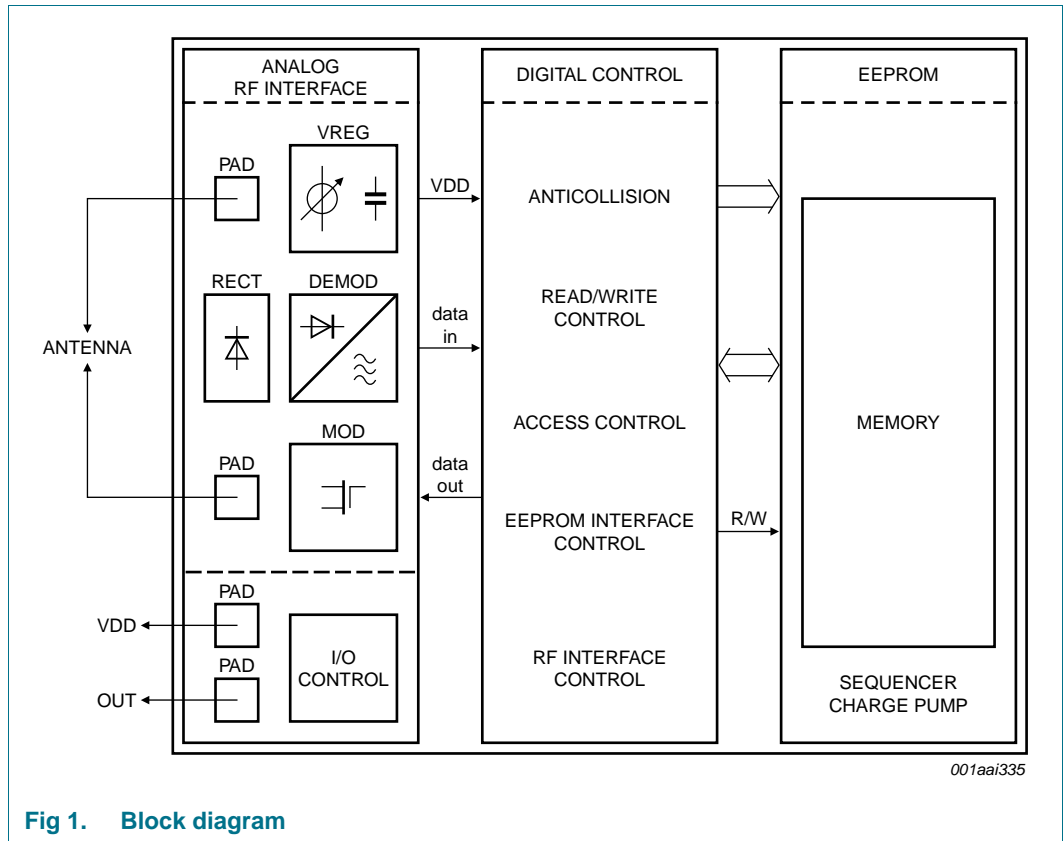 ANALOG
RF INTERFACE
DIGITAL CONTROL
EEPROM
VREG
PAD
VDD
ANTICOLLISION
RECT
DEMOD
data
in
READ/WRITE
CONTROL
ANTENNA
MOD
PAD
data
out
ACCESS CONTROL
MEMORY
EEPROM INTERFACE
CONTROL
R/W
PAD
VDD
PAD
OUT
I/O
CONTROL
RF INTERFACE
CONTROL
SEQUENCER
CHARGE PUMP
001aai335
Fig 1. Block diagram